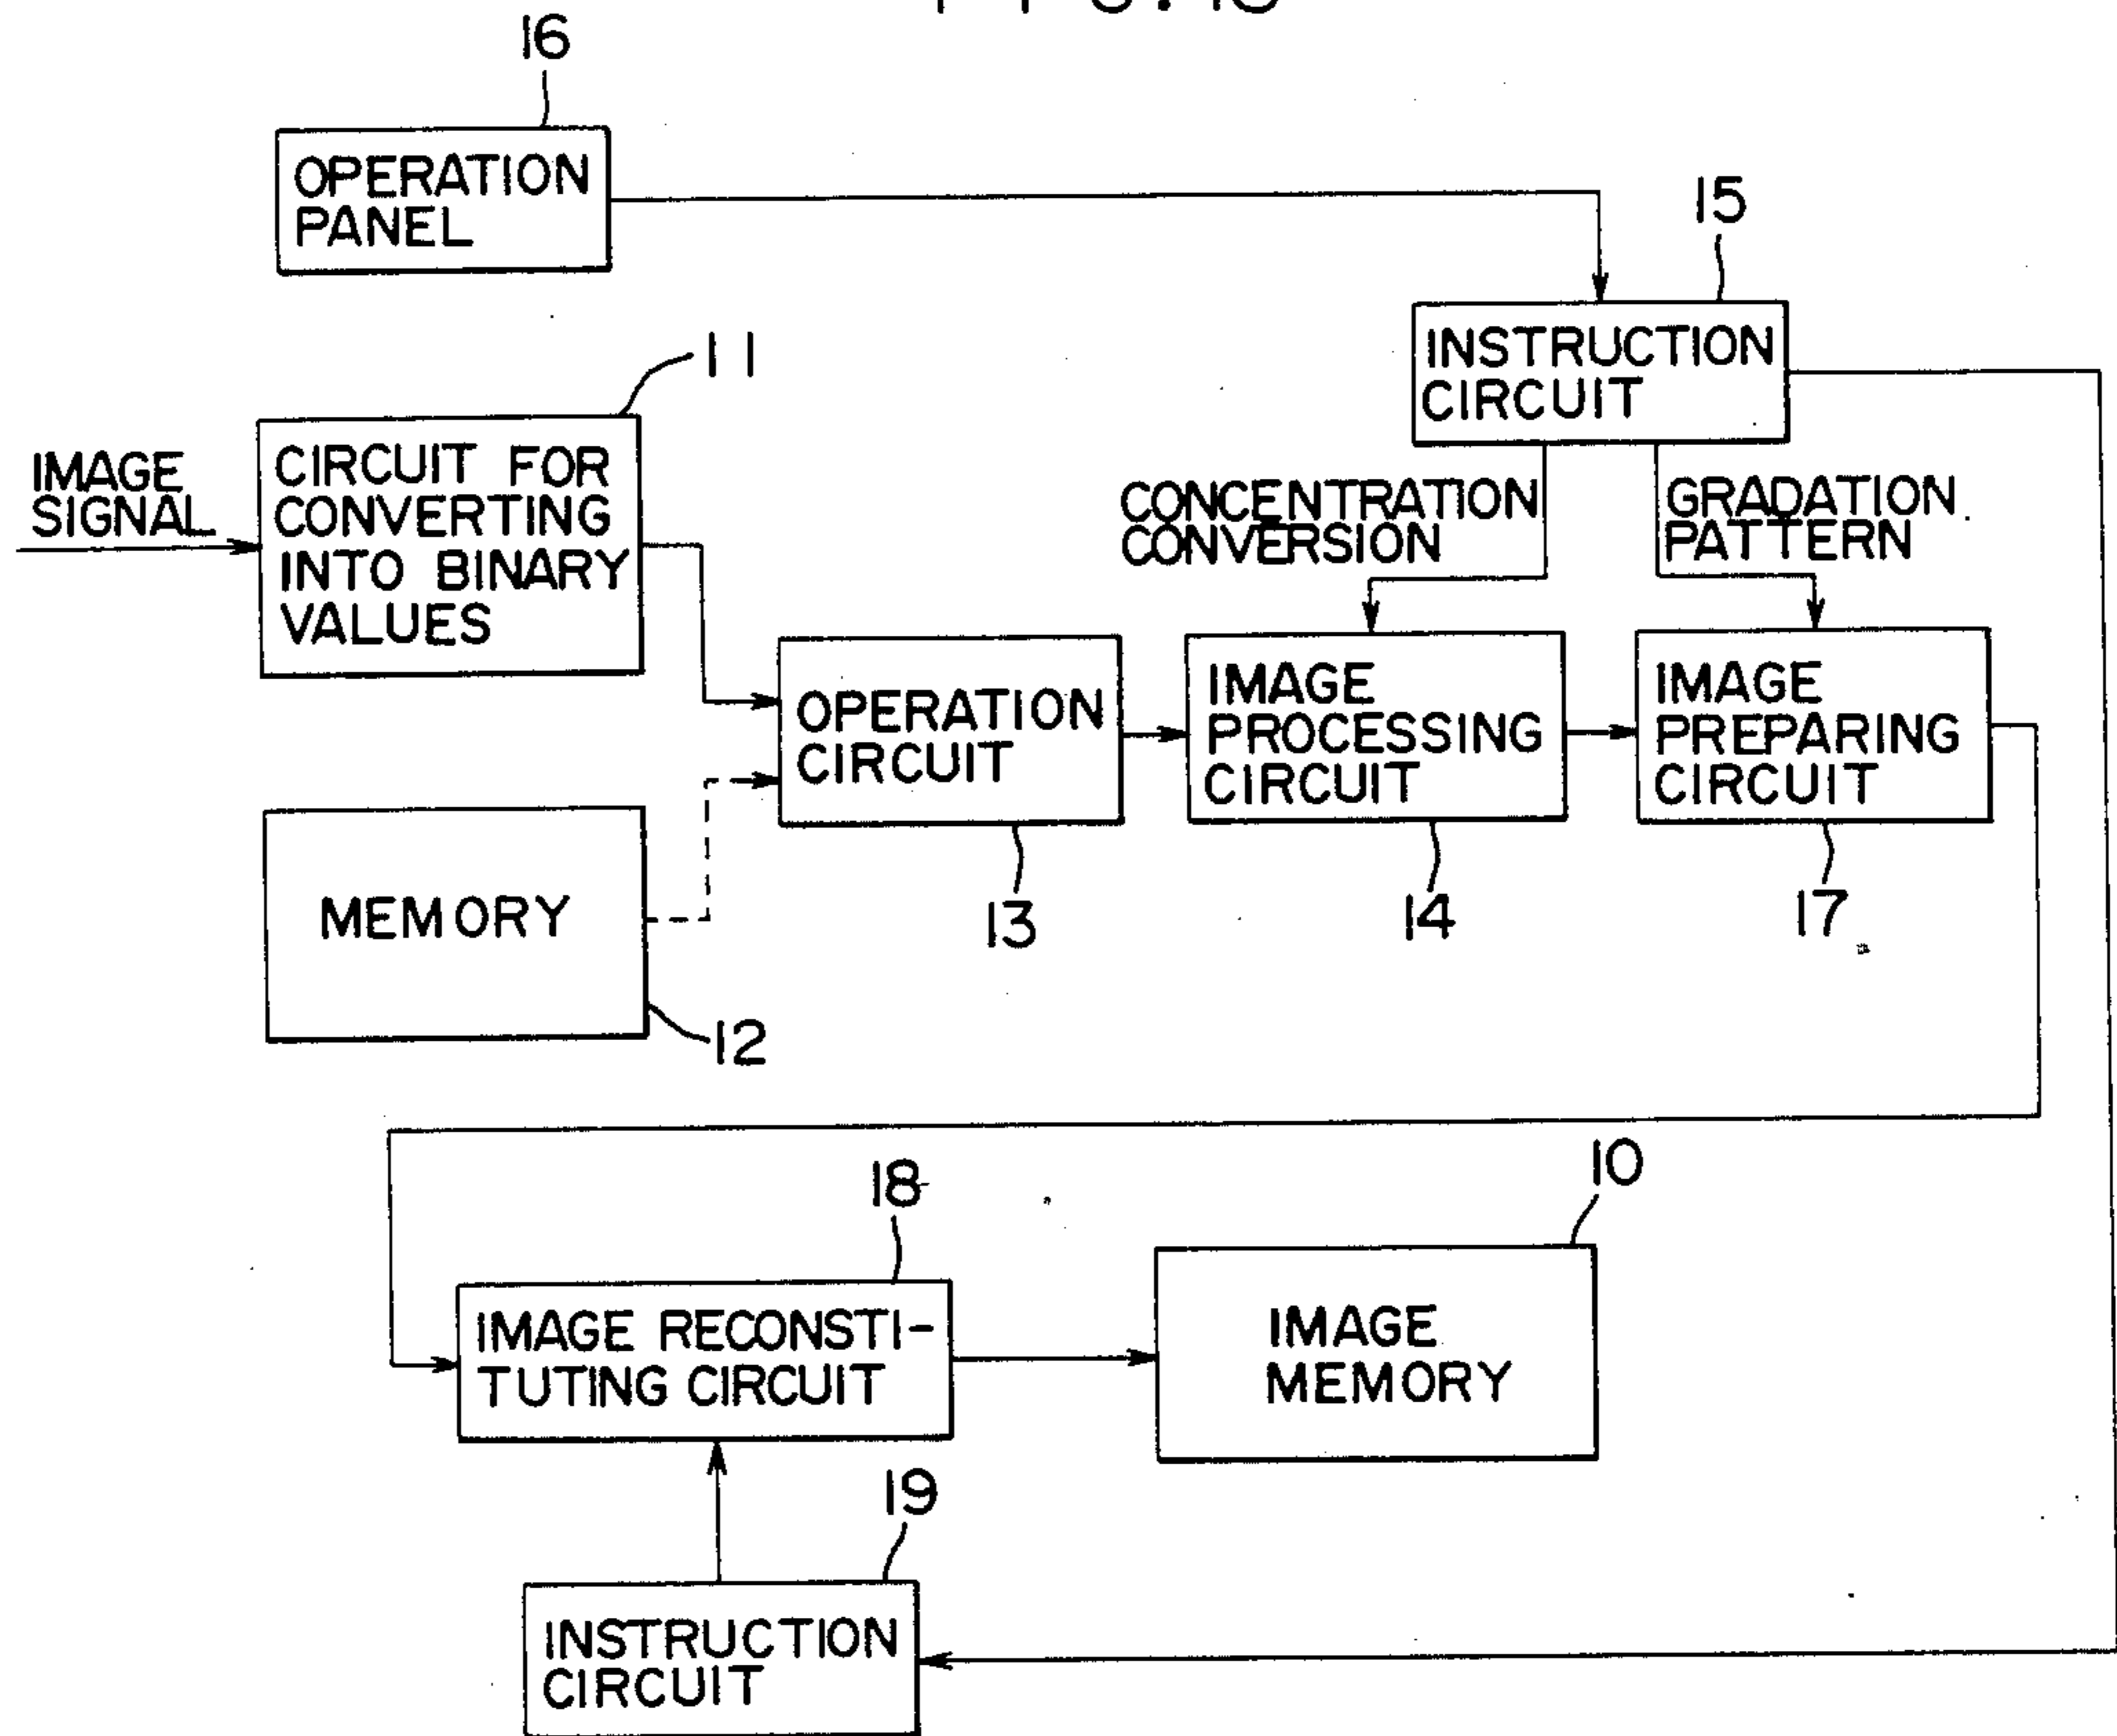 16
OPERATION
PANEL
15
INSTRUCTION
CIRCUIT
11
IMAGE
SIGNAL
CIRCUIT FOR
CONVERTING
INTO BINARY
VALUES
CONCENTRATION
CONVERSION
GRADATION
PATTERN
OPERATION
CIRCUIT
IMAGE
PROCESSING
CIRCUIT
IMAGE
PREPARING
CIRCUIT
13
14
17
MEMORY
12
18
10
IMAGE RECONSTI-
TUTING CIRCUIT
IMAGE
MEMORY
19
INSTRUCTION
CIRCUIT